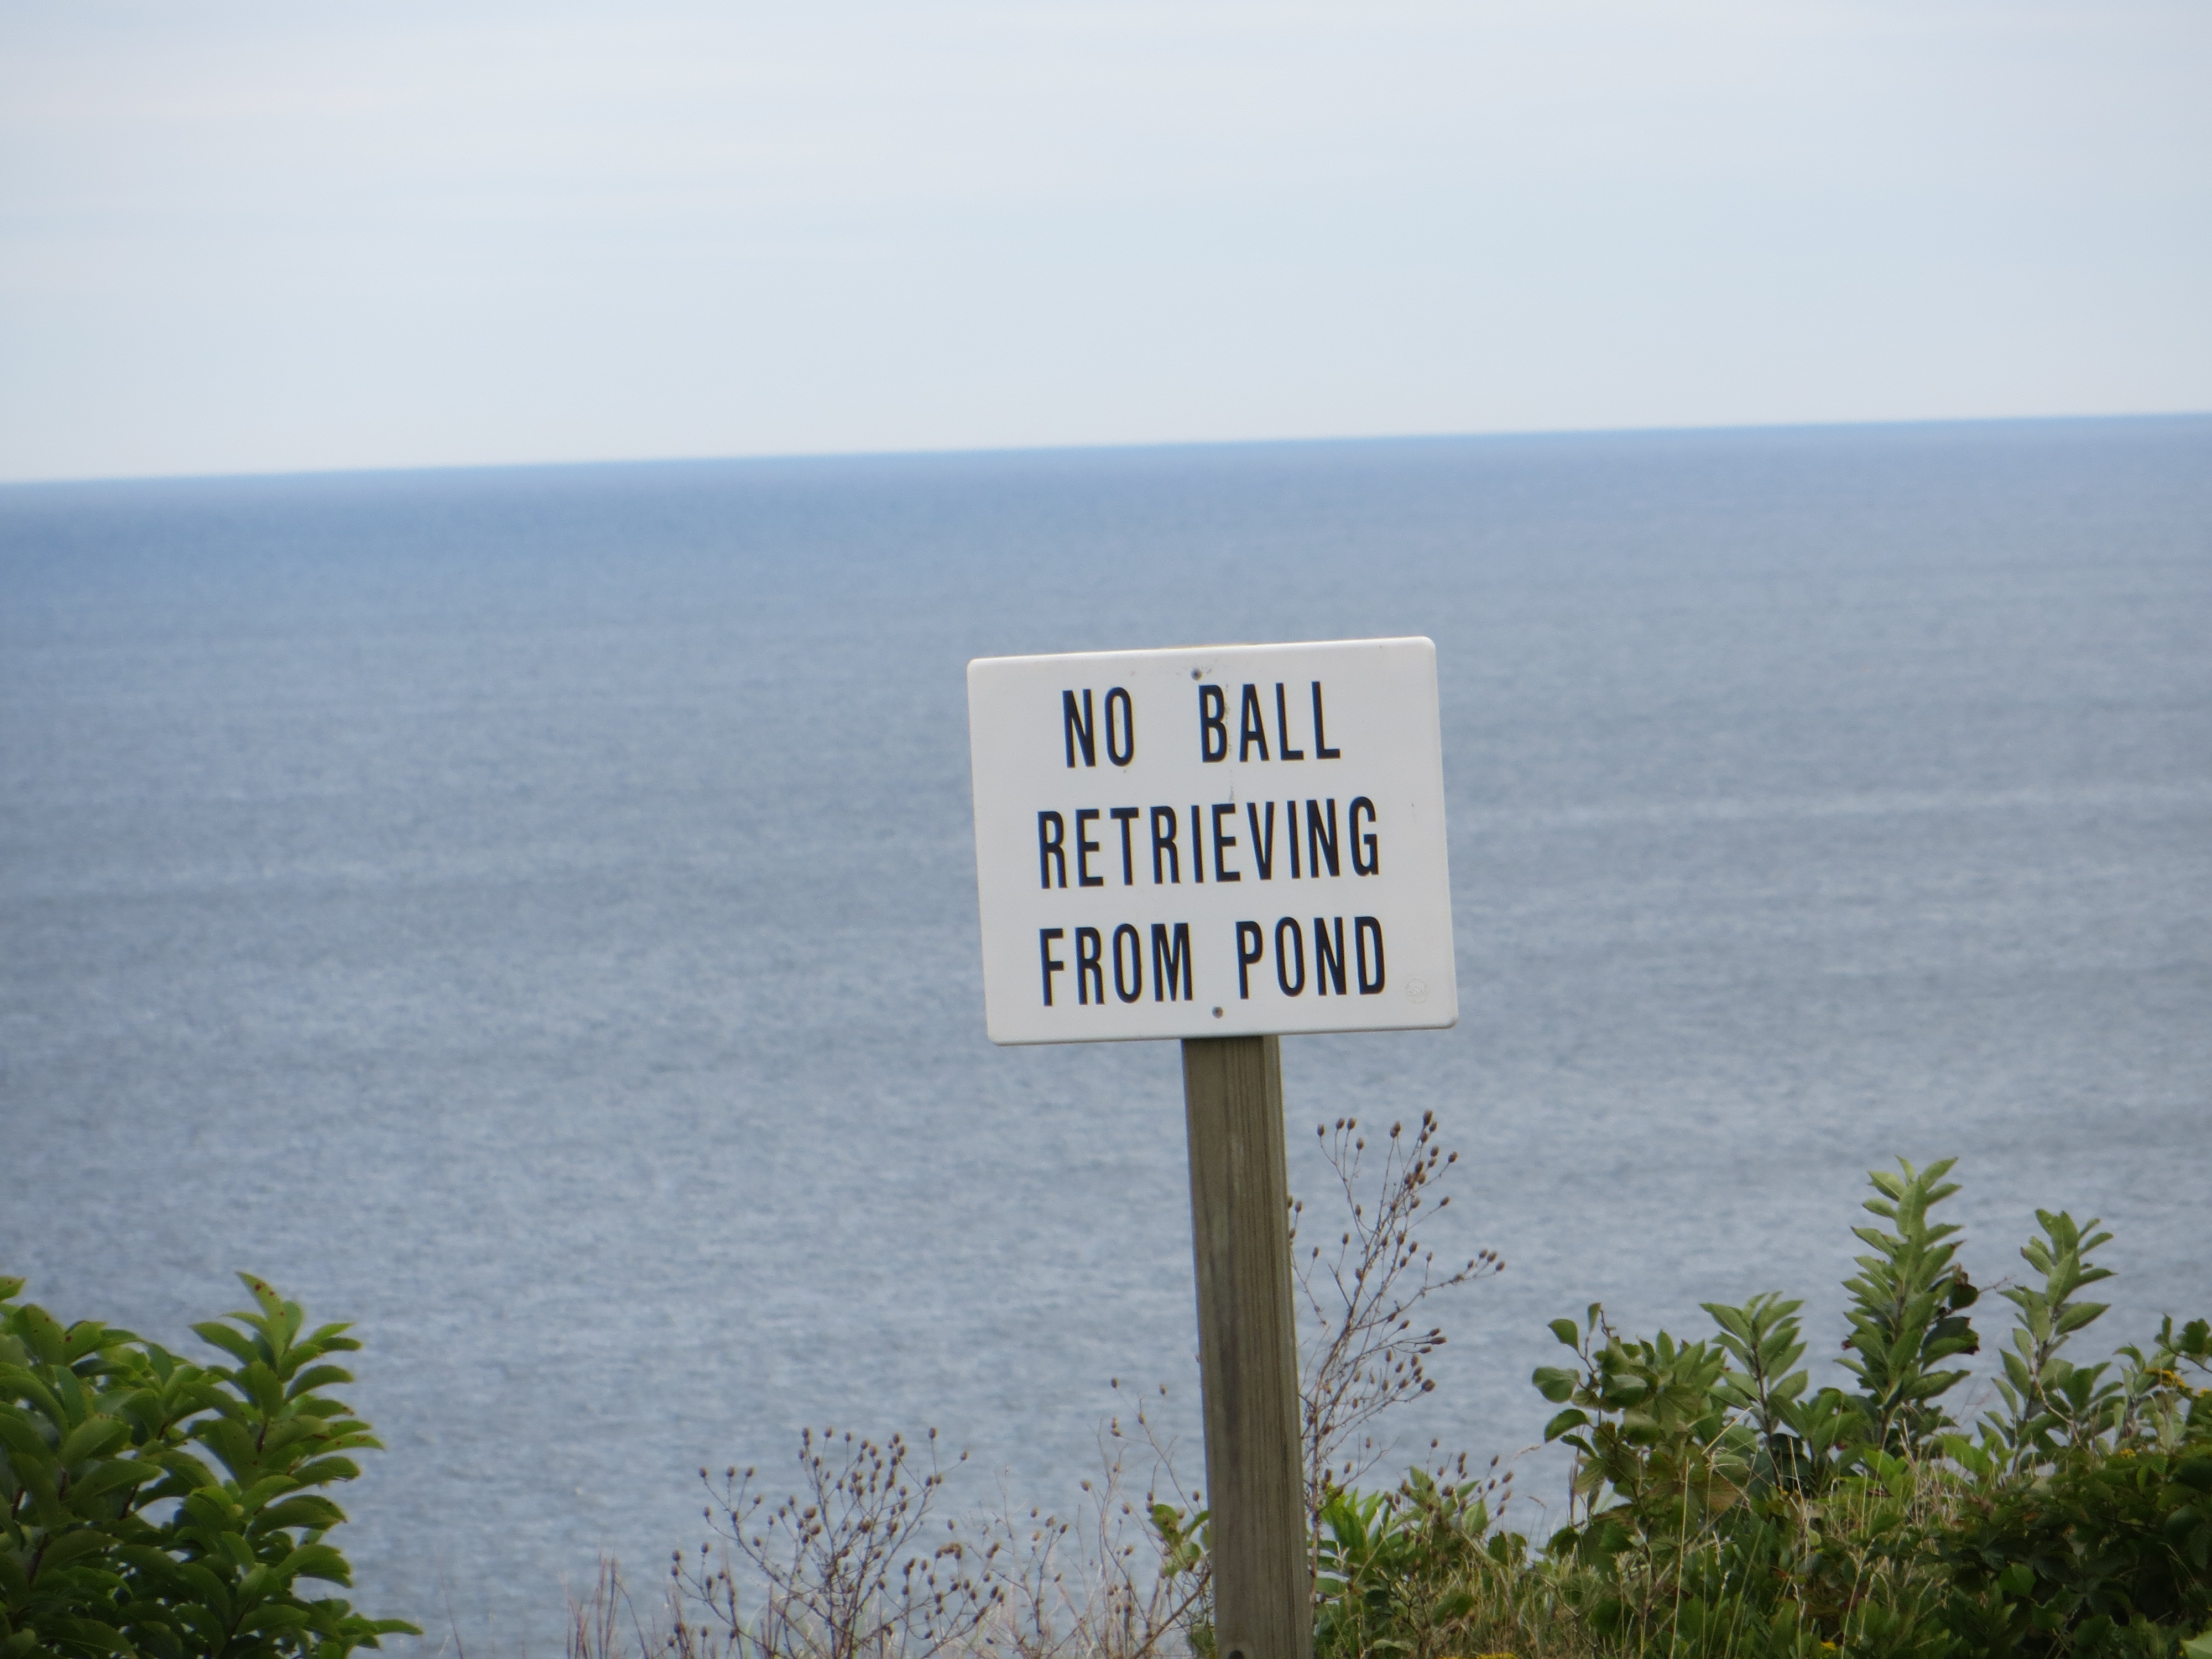 NO BALL
RETRIEVING
FROM POND